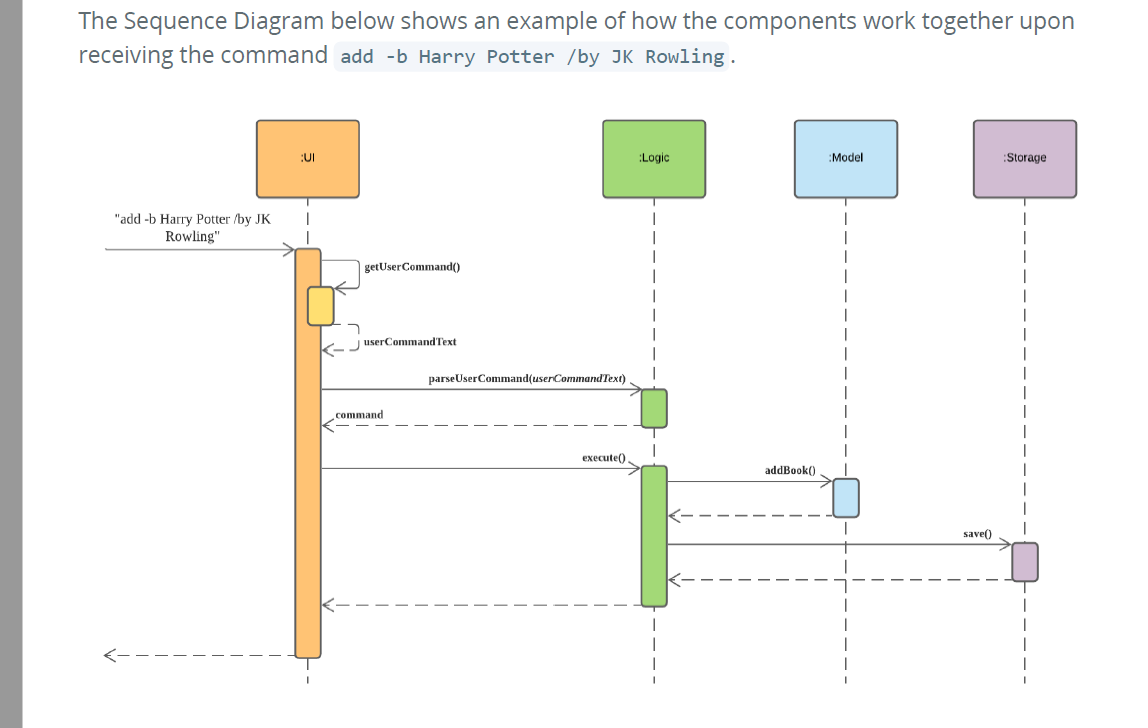 The Sequence Diagram below shows an example of how the components work together upon
receiving the command add -b Harry Potter /by JK Rowling.
:UI
:Logic
:Model
:Storage
"add -b Harry Potter /by JK
Rowling"
getUserCommand()
userCommandText
parseUserCommand(userCommandText)
command
execute()
addBook()
save()